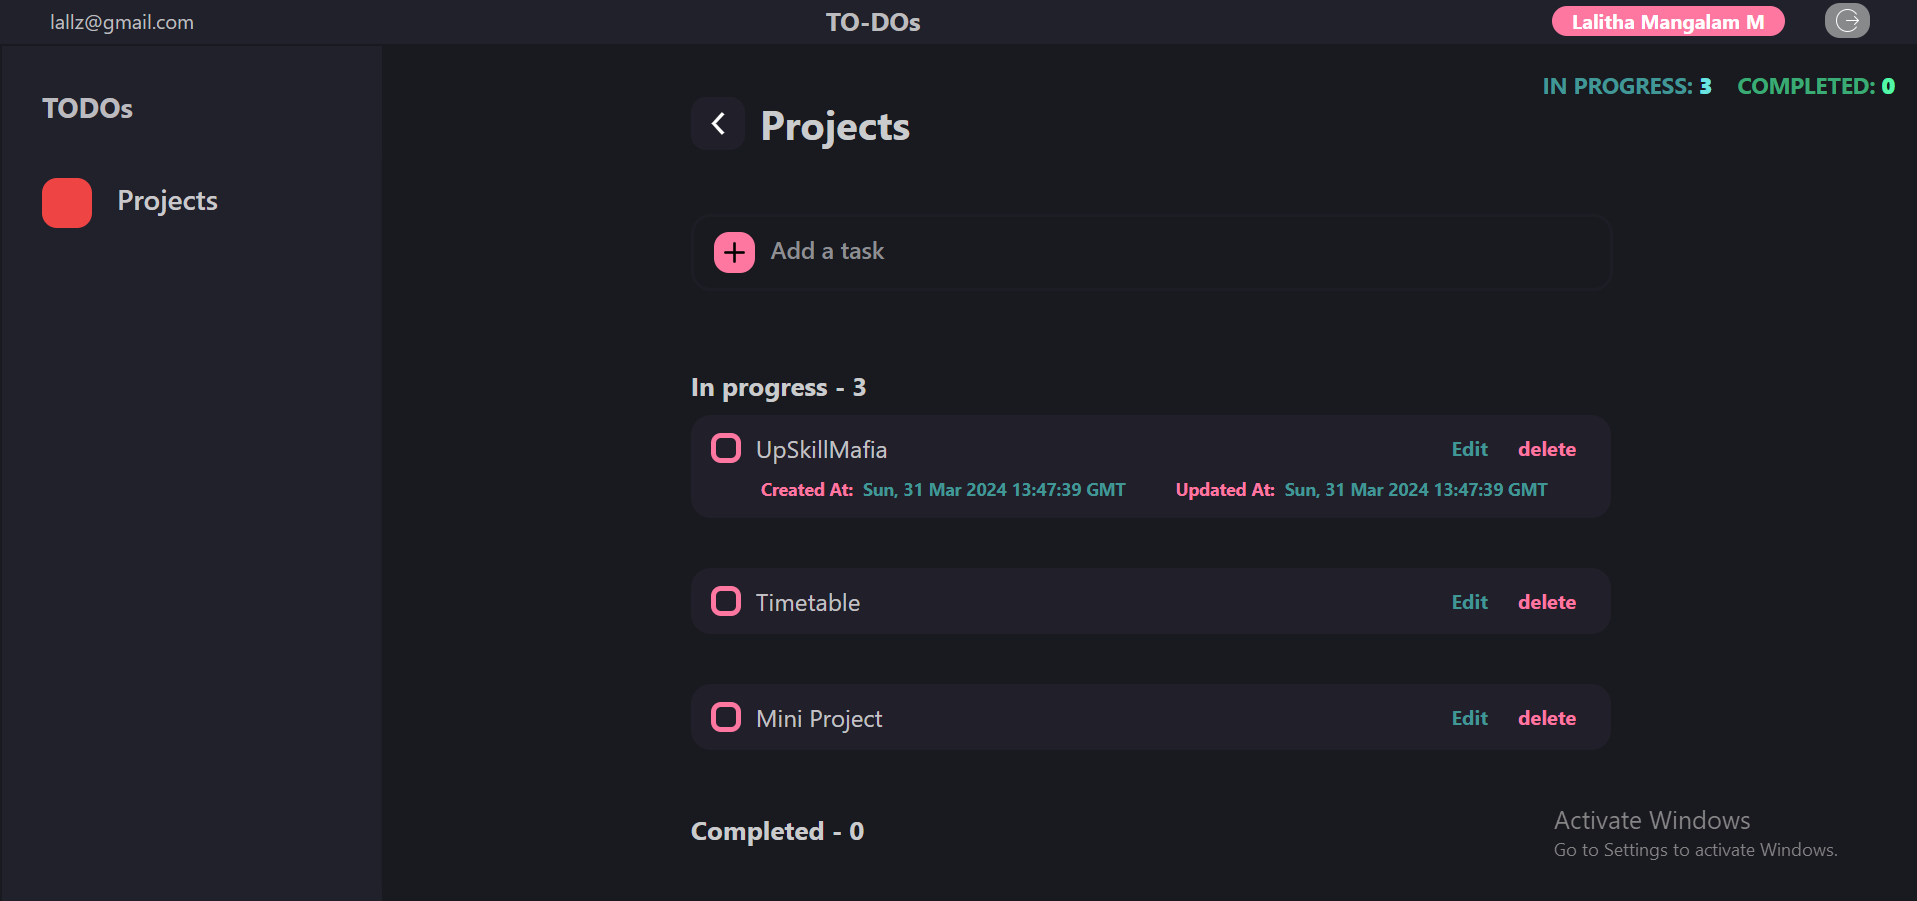 lallz@gmail.com
TO-DOs
Lalitha Mangalam M
TODOs
Projects
IN PROGRESS: 3
COMPLETED: 0
Projects
Add a task
In progress - 3
UpSkillMafia
Edit
delete
Created At: Sun, 31 Mar 2024 13:47:39 GMT
Updated At: Sun, 31 Mar 2024 13:47:39 GMT
Timetable
Edit
delete
Mini Project
Edit
delete
Completed - 0
Activate Windows
Go to Settings to activate Windows.